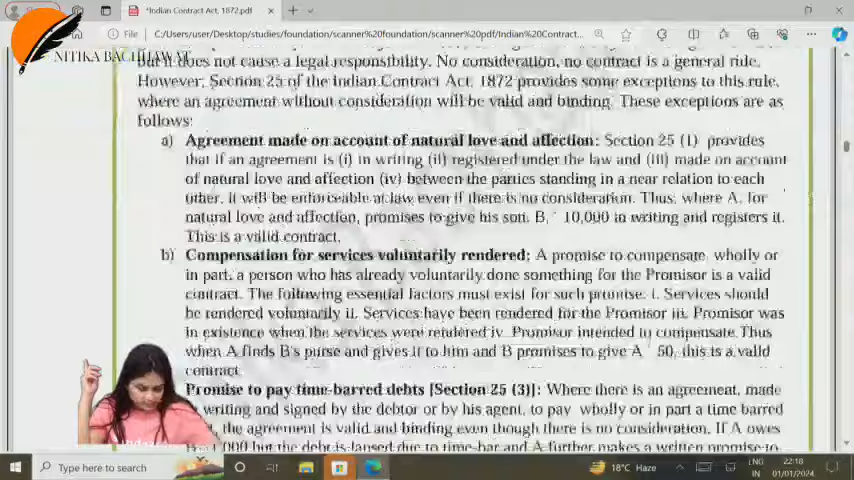 *Indian Contract Act, 1872.pdf
File C:/Users/user/Desktop/studies/foundation/scanner%20foundation/scanner%20pdf/Indian%20Contract...
NITIKA BACHHAWAT
but it does not cause a legal responsibility. No consideration, no contract is a general rule.
However, Section 25 of the Indian Contract Act, 1872 provides some exceptions to this rule,
where an agreement without consideration will be valid and binding. These exceptions are as
follows:
a) Agreement made on account of natural love and affection: Section 25 (1) provides
that if an agreement is (i) in writing (ii) registered under the law and (iii) made on account
of natural love and affection (iv) between the parties standing in a near relation to each
other. It will be enforceable at law even if there is no consideration. Thus, where A, for
natural love and affection, promises to give his son, B, ` 10,000 in writing and registers it.
This is a valid contract.
b) Compensation for services voluntarily rendered: A promise to compensate wholly or
in part, a person who has already voluntarily done something for the Promisor is a valid
contract. The following essential factors must exist for such promise. i. Services should
be rendered voluntarily ii. Services have been rendered for the Promisor iii. Promisor was
in existence when the services were rendered iv. Promisor intended to compensate. Thus
when A finds B's purse and gives it to him and B promises to give A ` 50, this is a valid
contract.
Promise to pay time-barred debts [Section 25 (3)]: Where there is an agreement, made
writing and signed by the debtor or by his agent, to pay wholly or in part a time barred
the agreement is valid and binding even though there is no consideration. If A owes
000 but the debt is lapsed due to time-bar and A further makes a written promise to
Type here to search
18°C Haze
ENG
IN
22:18
01/01/2024